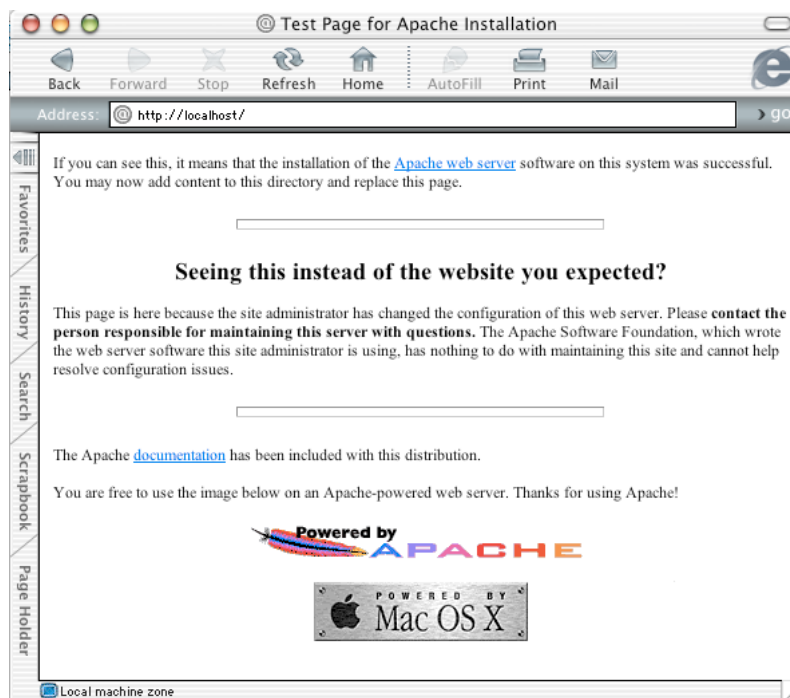 Test Page for Apache Installation
Back Forward Stop Refresh Home AutoFill Print Mail
Address: http://localhost/ go
Favorites
History
Search
Scrapbook
Page Holder
If you can see this, it means that the installation of the Apache web server software on this system was successful.
You may now add content to this directory and replace this page.
Seeing this instead of the website you expected?
This page is here because the site administrator has changed the configuration of this web server. Please contact the
person responsible for maintaining this server with questions. The Apache Software Foundation, which wrote
the web server software this site administrator is using, has nothing to do with maintaining this site and cannot help
resolve configuration issues.
The Apache documentation has been included with this distribution.
You are free to use the image below on an Apache-powered web server. Thanks for using Apache!
Powered by
APACHE
POWERED BY
Mac OS X
Local machine zone